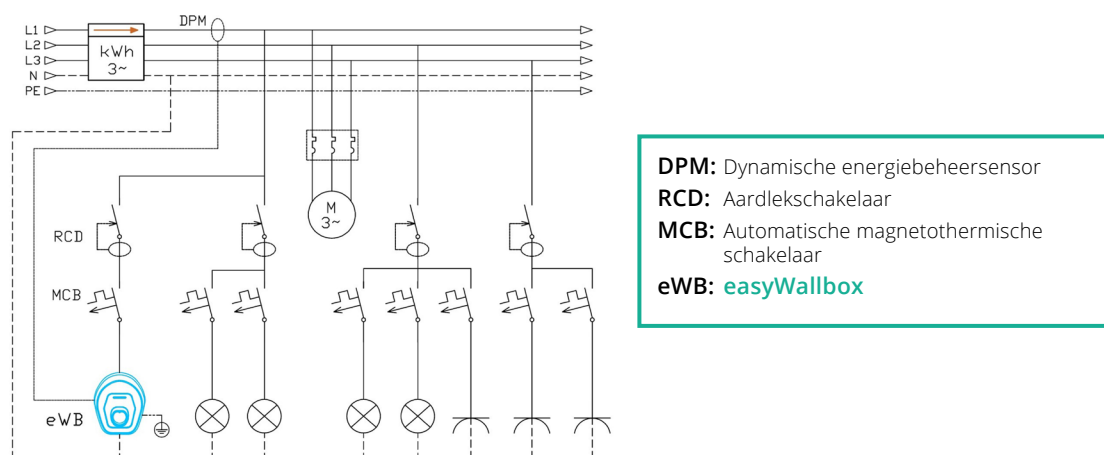 DPM
L1
L2
L3
N
PE
kWh
3~
M
3~
RCD
MCB
eWB
DPM: Dynamische energiebeheersensor
RCD: Aardlekschakelaar
MCB: Automatische magnetothermische
schakelaar
eWB: easyWallbox